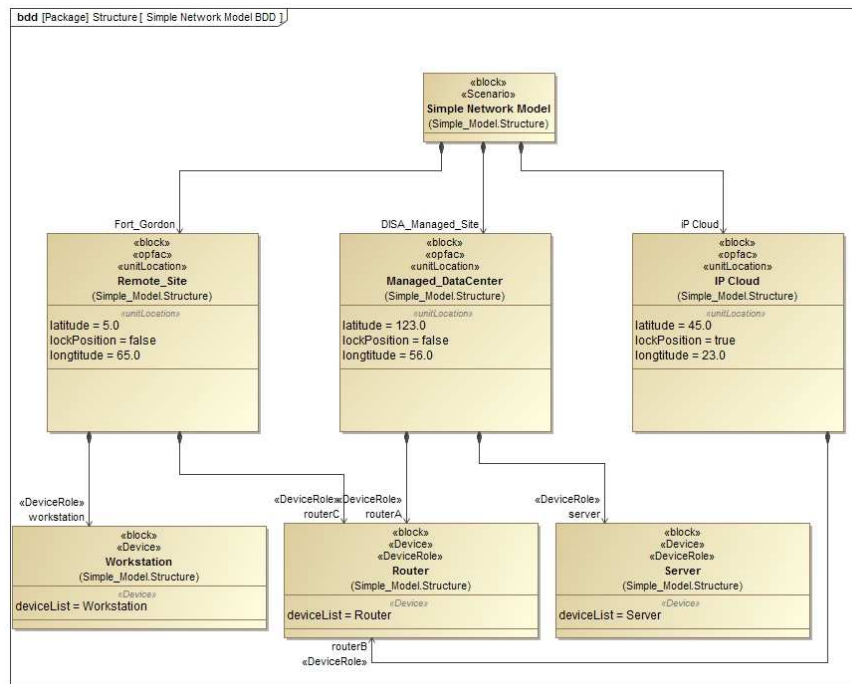 bdd [Package] Structure [ Simple Network Model BDD ]
«block»
«Scenario»
Simple Network Model
(Simple_Model.Structure)
Fort_Gordon
DISA_Managed_Site
iP Cloud
«block»
«opfac»
«unitLocation»
Remote_Site
(Simple_Model.Structure)
«unitLocation»
latitude = 5.0
lockPosition = false
longtitude = 65.0
«block»
«opfac»
«unitLocation»
Managed_DataCenter
(Simple_Model.Structure)
«unitLocation»
latitude = 123.0
lockPosition = false
longtitude = 56.0
«block»
«opfac»
«unitLocation»
IP Cloud
(Simple_Model.Structure)
«unitLocation»
latitude = 45.0
lockPosition = true
longtitude = 23.0
«DeviceRole»
workstation
«DeviceRole»
routerC
«DeviceRole»
routerA
«DeviceRole»
server
«block»
«Device»
Workstation
(Simple_Model.Structure)
«Device»
deviceList = Workstation
«block»
«Device»
«DeviceRole»
Router
(Simple_Model.Structure)
«Device»
deviceList = Router
«block»
«Device»
«DeviceRole»
Server
(Simple_Model.Structure)
«Device»
deviceList = Server
routerB
«DeviceRole»